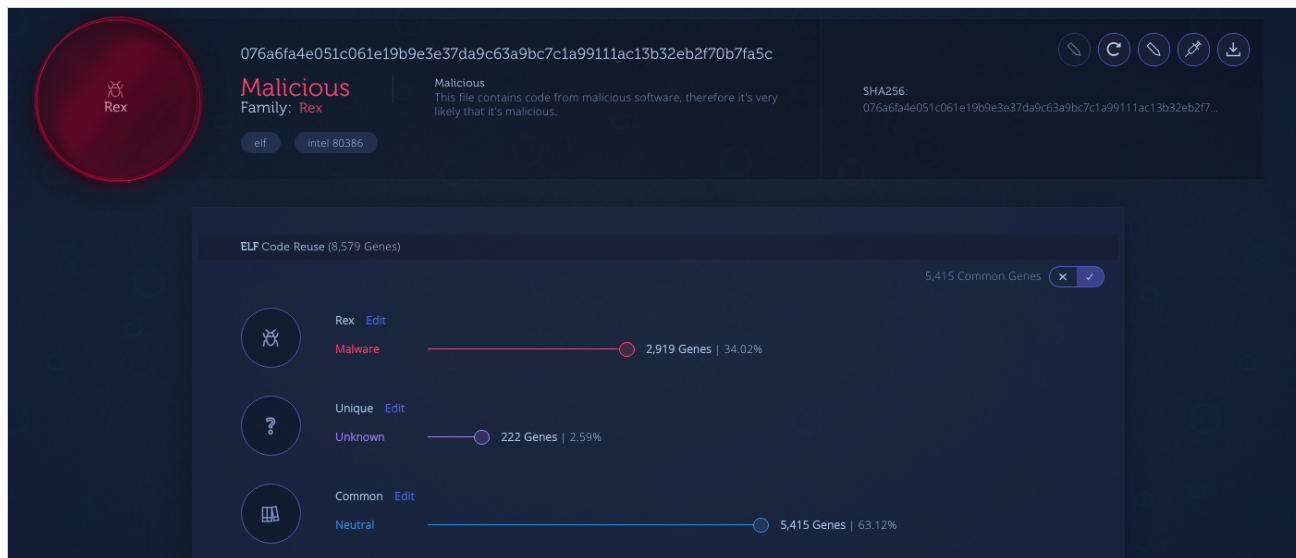 Rex
076a6fa4e051c061e19b9e3e37da9c63a9bc7c1a99111ac13b32eb2f70b7fa5c
Malicious
Family: Rex
elf
intel 80386
Malicious
This file contains code from malicious software, therefore it's very
likely that it's malicious.
SHA256:
076a6fa4e051c061e19b9e3e37da9c63a9bc7c1a99111ac13b32eb2f7...
ELF Code Reuse (8,579 Genes)
5,415 Common Genes
Rex Edit
Malware 2,919 Genes | 34.02%
Unique Edit
Unknown 222 Genes | 2.59%
Common Edit
Neutral 5,415 Genes | 63.12%